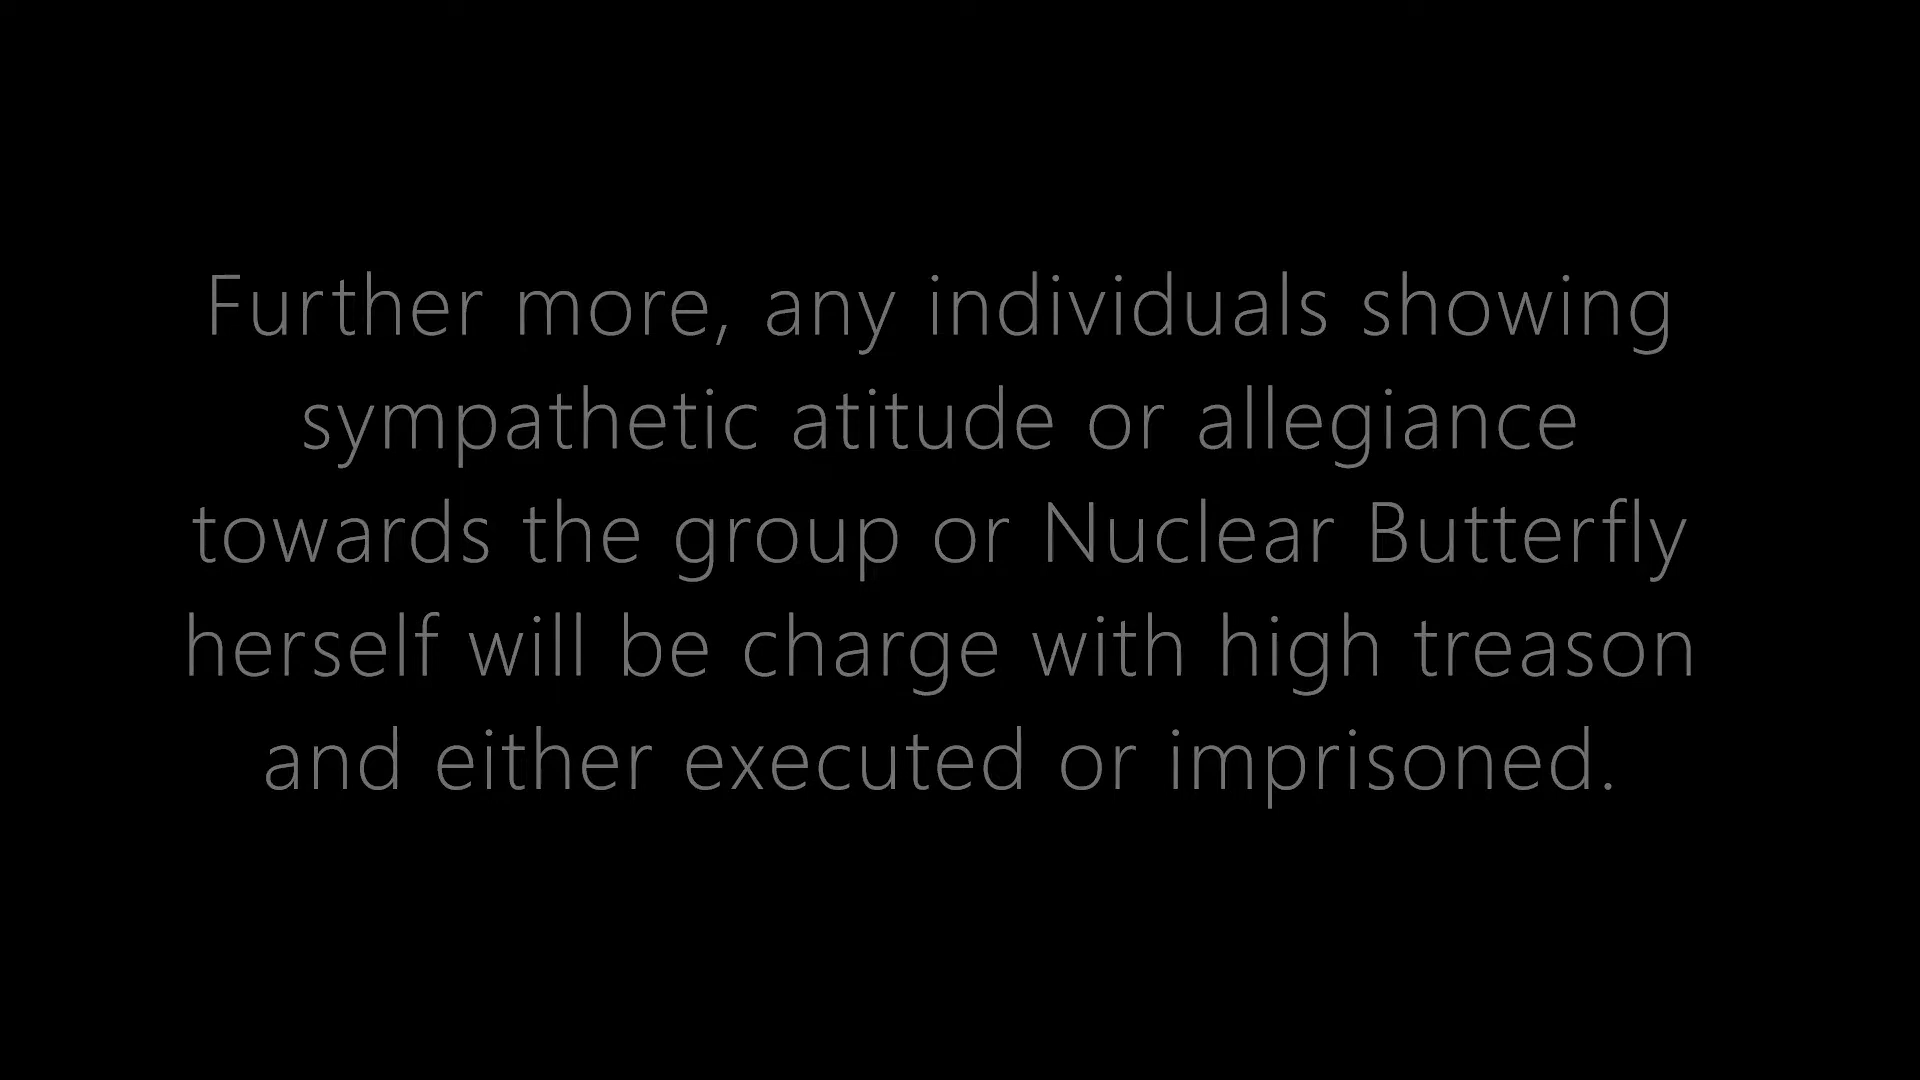 Further more, any individuals showing
sympathetic atitude or allegiance
towards the group or Nuclear Butterfly
herself will be charge with high treason
and either executed or imprisoned.